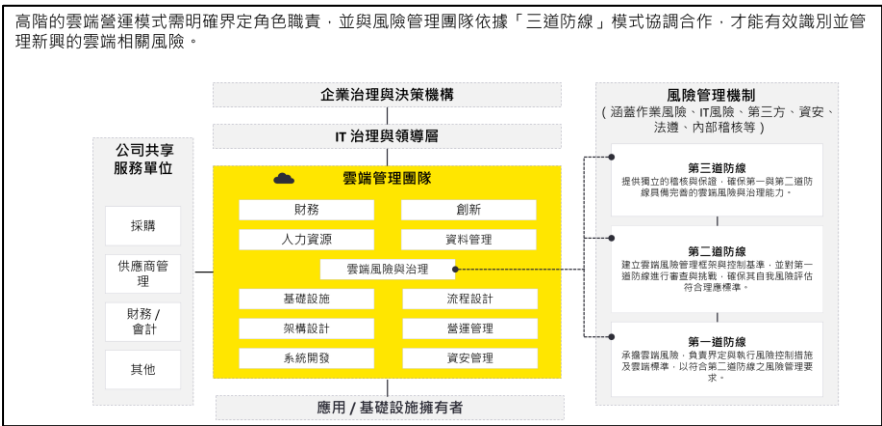 高階的雲端營運模式需明確界定角色職責，並與風險管理團隊依據「三道防線」模式協調合作，才能有效識別並管
理新興的雲端相關風險。
企業治理與決策機構
IT 治理與領導層
公司共享
服務單位
採購
供應商管
理
財務 /
會計
其他
雲端管理團隊
財務
創新
人力資源
資料管理
雲端風險與治理
基礎設施
流程設計
架構設計
營運管理
系統開發
資安管理
應用 / 基礎設施擁有者
風險管理機制
（涵蓋作業風險、IT風險、第三方、資安、
法遵、內部稽核等）
第三道防線
提供獨立的稽核與保證，確保第一與第二道防
線具備完善的雲端風險與治理能力。
第二道防線
建立雲端風險管理框架與控制基準，並對第一
道防線進行審查與挑戰，確保其自我風險評估
符合理應標準。
第一道防線
承擔雲端風險，負責界定與執行風險控制措施
及雲端標準，以符合第二道防線之風險管理要
求。